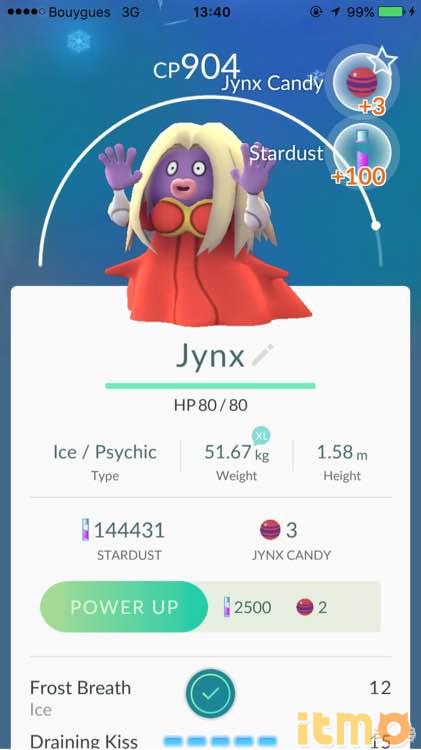 Bouygues 3G 13:40 99%
CP904
Jynx Candy
+3
Stardust
+100
Jynx
HP 80 / 80
XL
Ice / Psychic 51.67 kg 1.58 m
Type Weight Height
144431 3
STARDUST JYNX CANDY
POWER UP 2500 2
Frost Breath 12
Ice
Draining Kiss 15
itmo